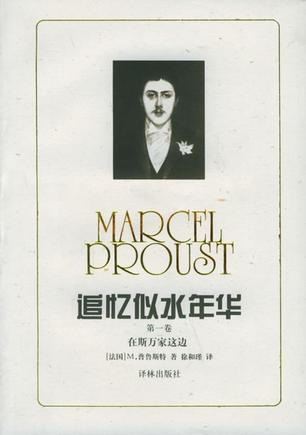 MARCEL
PROUST
追忆似水年华
第一卷
在斯万家这边
[法国]M.普鲁斯特 著 徐和瑾 译
译林出版社